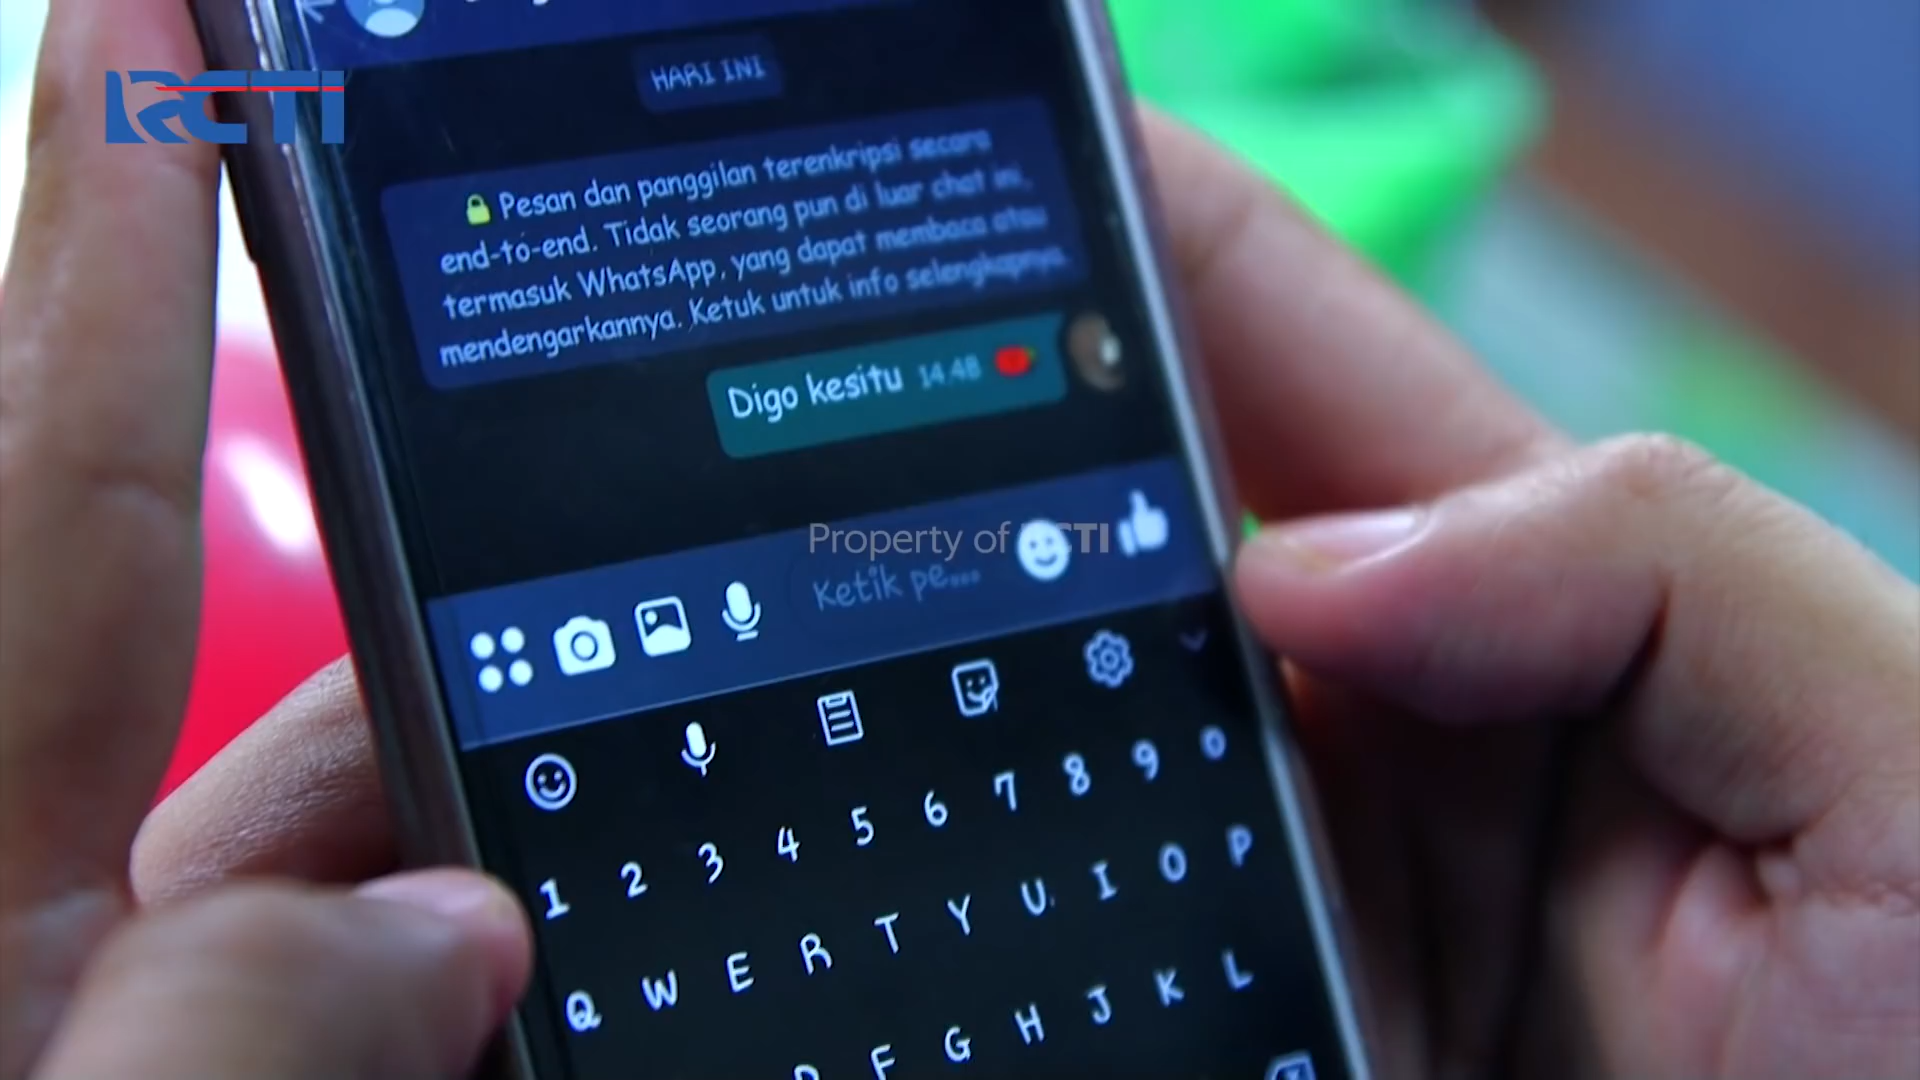 RCTI
HARI INI
Pesan dan panggilan terenkripsi secara
end-to-end. Tidak seorang pun di luar chat ini,
termasuk WhatsApp, yang dapat membaca atau
mendengarkannya. Ketuk untuk info selengkapnya.
Digo kesitu 14.48
Property of RCTI
Ketik pe...
1 2 3 4 5 6 7 8 9 0
Q W E R T Y U I O P
D F G H J K L